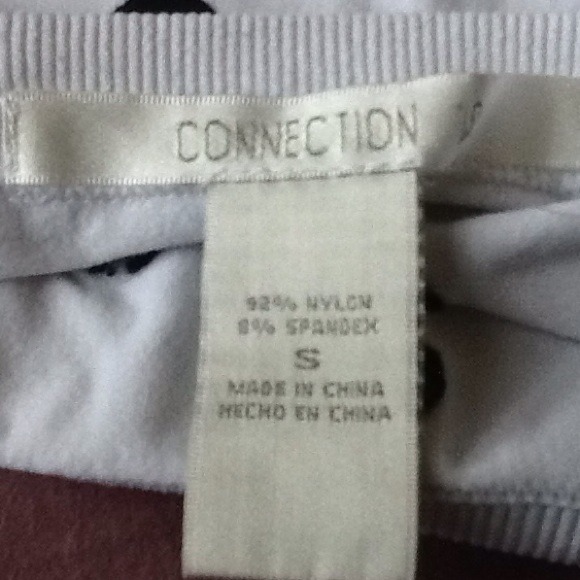 CONNECTION
92% NYLON
8% SPANDEX
S
MADE IN CHINA
HECHO EN CHINA